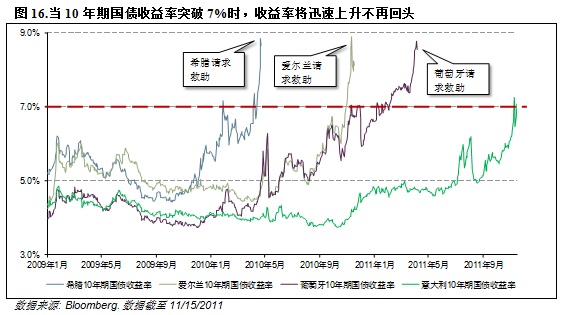 图 16.当 10 年期国债收益率突破 7%时，收益率将迅速上升不再回头
9.0%
7.0%
5.0%
3.0%
希腊请求
救助
爱尔兰请
求救助
葡萄牙请
求救助
2009年1月
2009年5月
2009年9月
2010年1月
2010年5月
2010年9月
2011年1月
2011年5月
2011年9月
希腊10年期国债收益率
爱尔兰10年期国债收益率
葡萄牙10年期国债收益率
意大利10年期国债收益率
数据来源: Bloomberg. 数据截至 11/15/2011